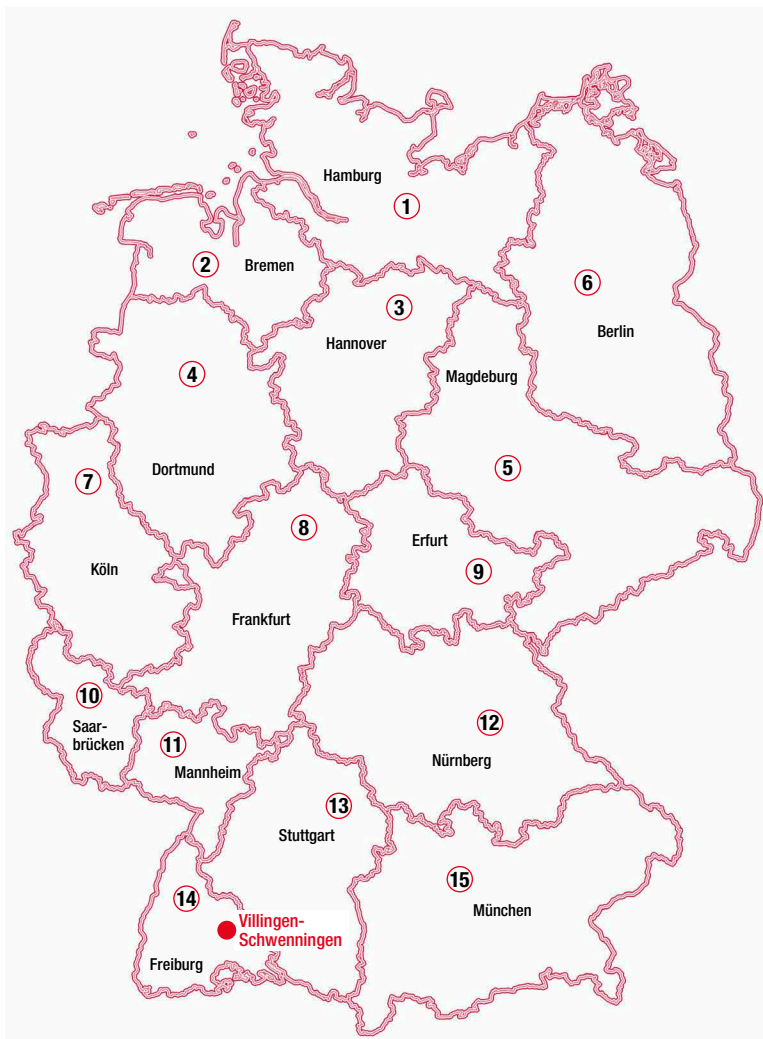 Hamburg
1
2
Bremen
6
3
Hannover
Berlin
4
Magdeburg
Dortmund
5
7
8
Erfurt
Köln
9
Frankfurt
10
Saar-
brücken
11
Mannheim
12
Nürnberg
13
Stuttgart
15
München
14
Villingen-
Schwenningen
Freiburg